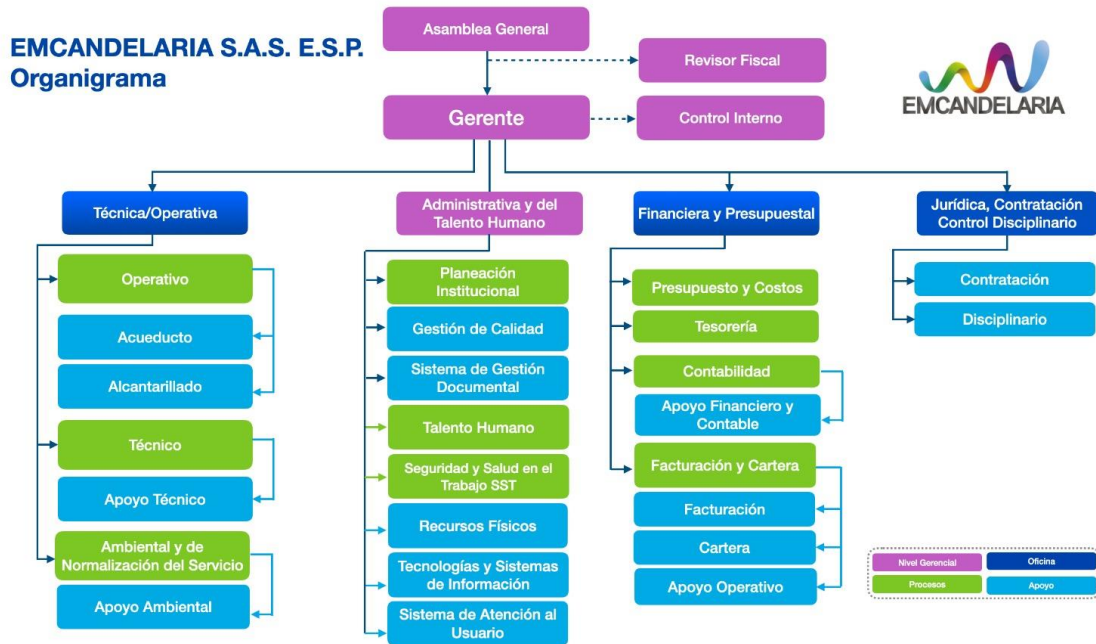 EMCANDELARIA S.A.S. E.S.P.
Organigrama
Asamblea General
Revisor Fiscal
Gerente
Control Interno
EMCANDELARIA
Técnica/Operativa
Operativo
Acueducto
Alcantarillado
Técnico
Apoyo Técnico
Ambiental y de
Normalización del Servicio
Apoyo Ambiental
Administrativa y del
Talento Humano
Planeación
Institucional
Gestión de Calidad
Sistema de Gestión
Documental
Talento Humano
Seguridad y Salud en el
Trabajo SST
Recursos Físicos
Tecnologías y Sistemas
de Información
Sistema de Atención al
Usuario
Financiera y Presupuestal
Presupuesto y Costos
Tesorería
Contabilidad
Apoyo Financiero y
Contable
Facturación y Cartera
Facturación
Cartera
Apoyo Operativo
Jurídica, Contratación
Control Disciplinario
Contratación
Disciplinario
Nivel Gerencial
Oficina
Procesos
Apoyo